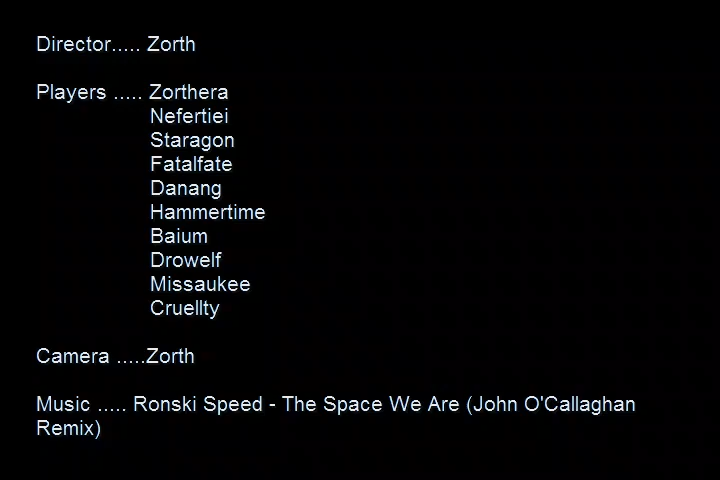 Director..... Zorth
Players ..... Zorthera
Nefertiei
Staragon
Fatalfate
Danang
Hammertime
Baium
Drowelf
Missaukee
Cruellty
Camera .....Zorth
Music ..... Ronski Speed - The Space We Are (John O'Callaghan
Remix)